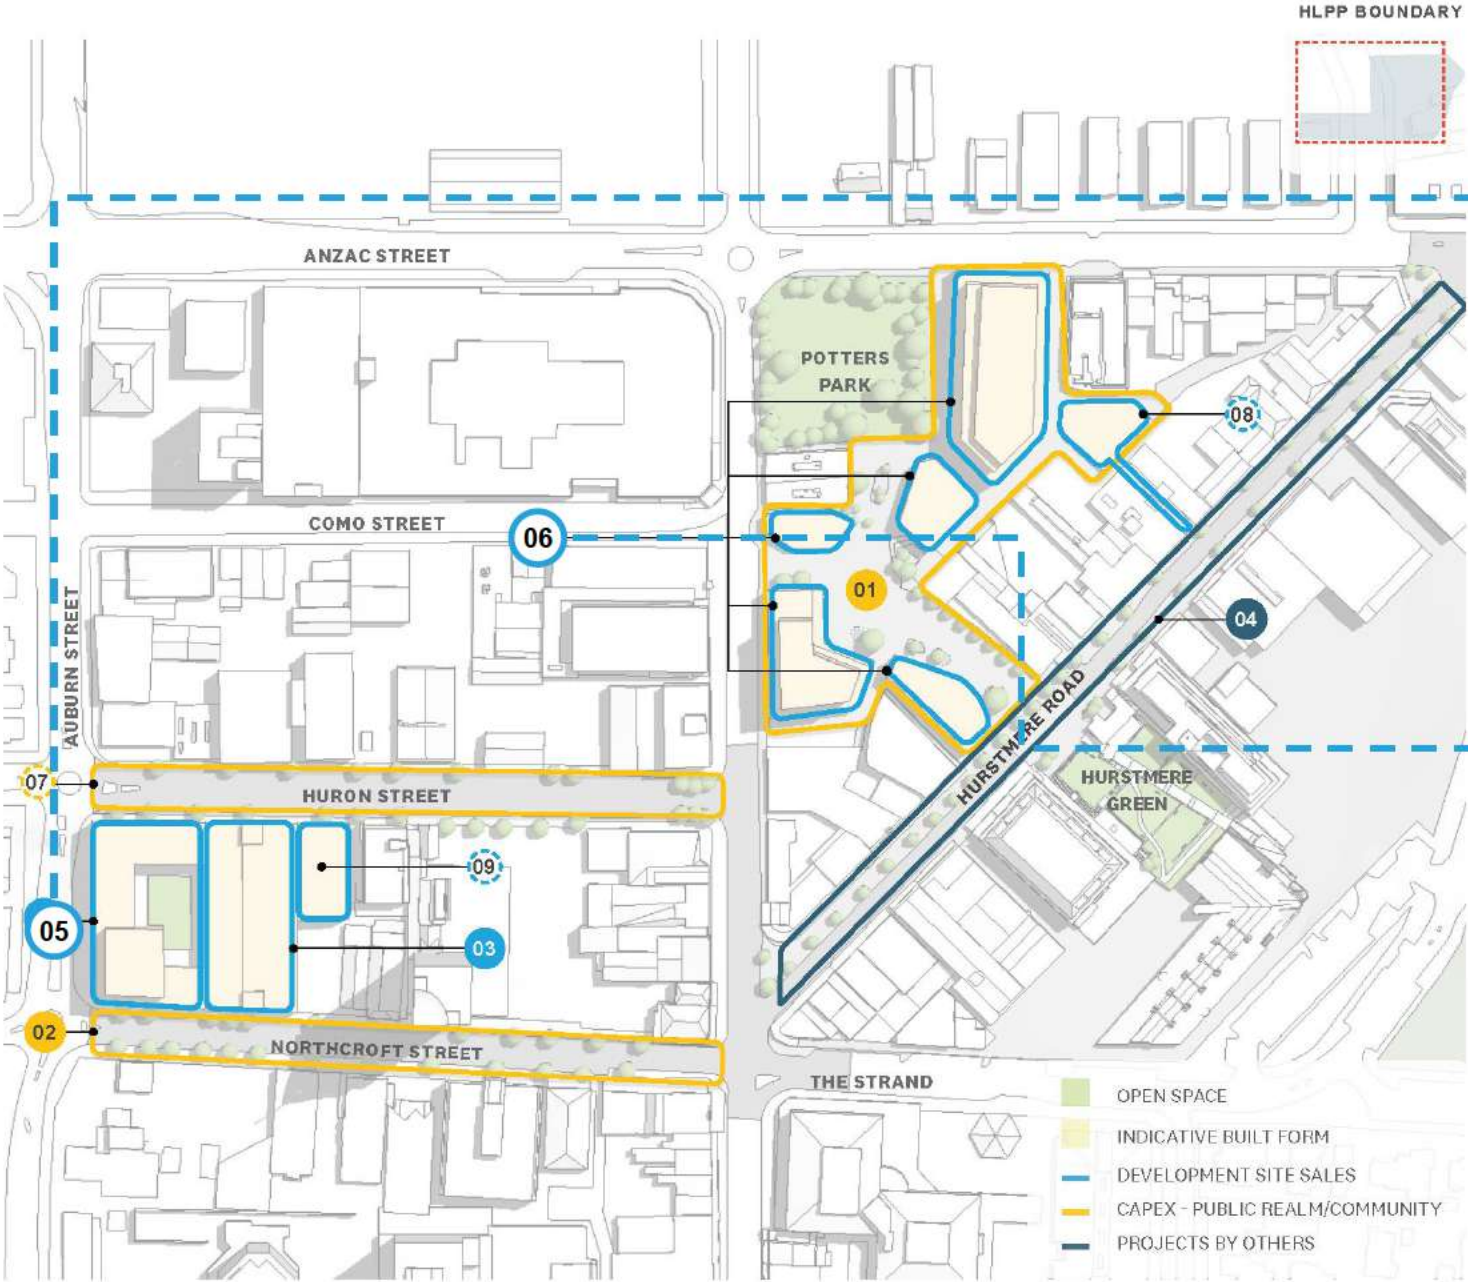 HLPP BOUNDARY
ANZAC STREET
POTTERS
PARK
08
COMO STREET
06
01
04
AUBURN STREET
HURSTMERE ROAD
07
HURON STREET
HURSTMERE
GREEN
09
05
03
02
NORTHCROFT STREET
THE STRAND
OPEN SPACE
INDICATIVE BUILT FORM
DEVELOPMENT SITE SALES
CAPEX - PUBLIC REALM/COMMUNITY
PROJECTS BY OTHERS